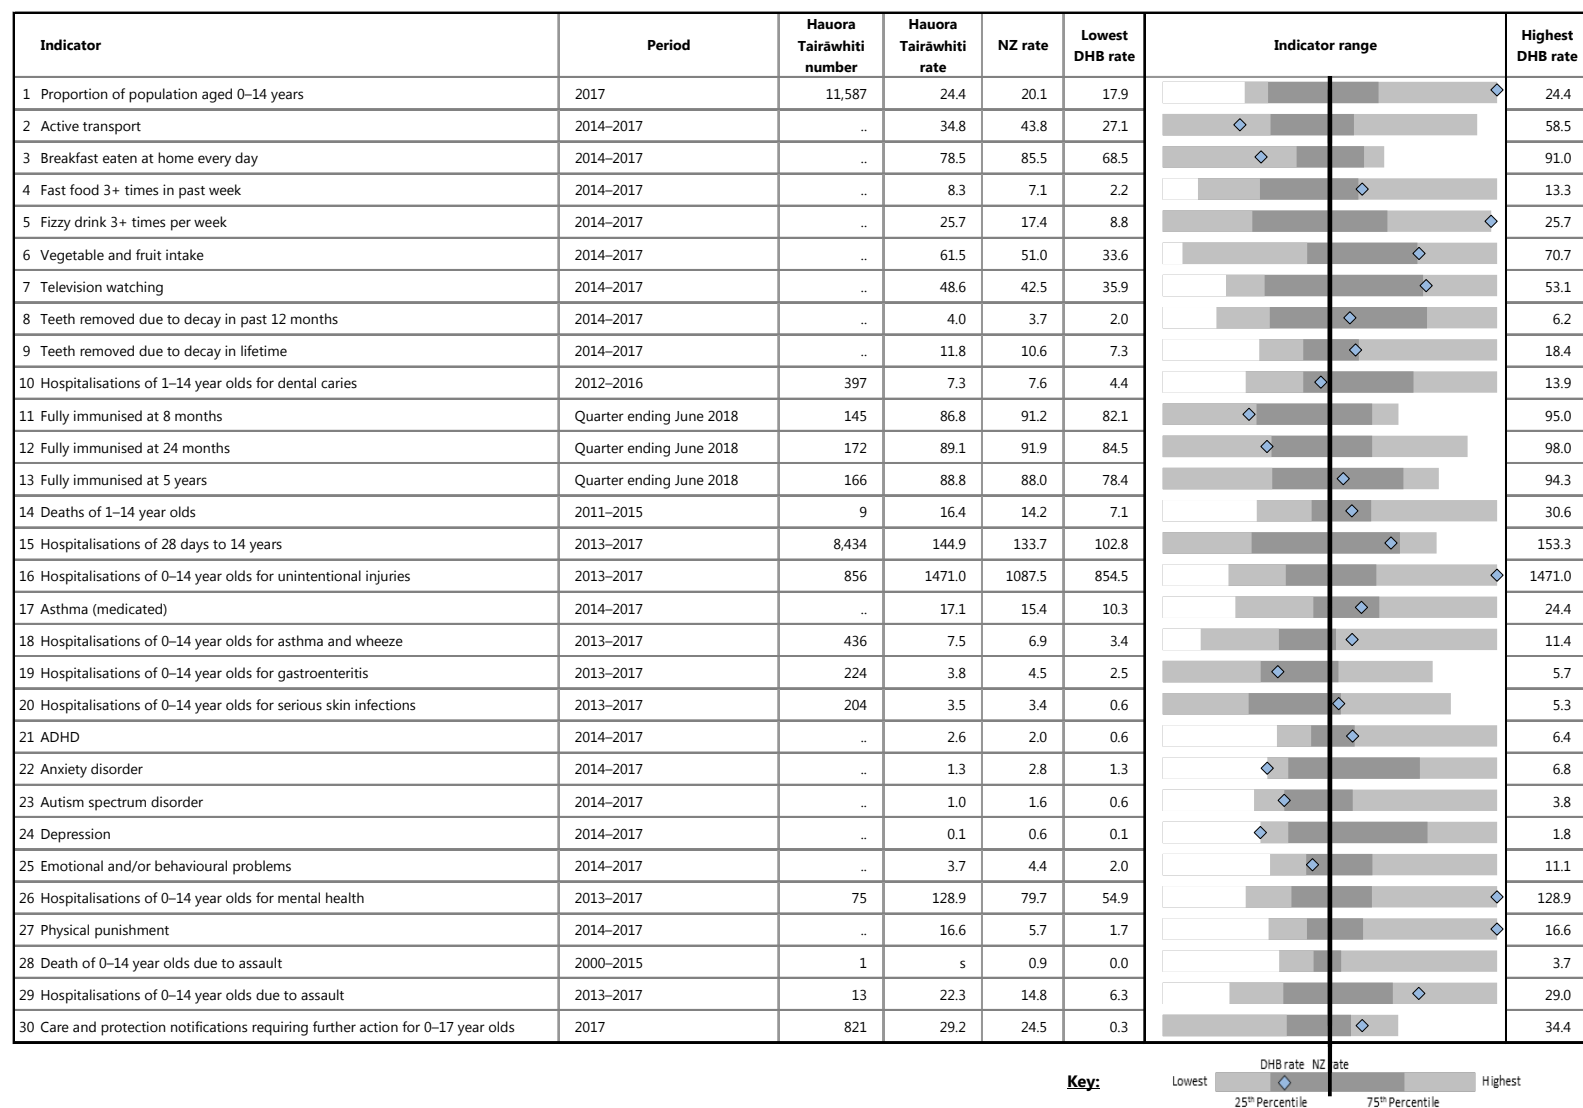 Indicator Period Hauora Tairāwhiti number Hauora Tairāwhiti rate NZ rate Lowest DHB rate Indicator range Highest DHB rate
1 Proportion of population aged 0–14 years 2017 11,587 24.4 20.1 17.9 24.4
2 Active transport 2014–2017 .. 34.8 43.8 27.1 58.5
3 Breakfast eaten at home every day 2014–2017 .. 78.5 85.5 68.5 91.0
4 Fast food 3+ times in past week 2014–2017 .. 8.3 7.1 2.2 13.3
5 Fizzy drink 3+ times per week 2014–2017 .. 25.7 17.4 8.8 25.7
6 Vegetable and fruit intake 2014–2017 .. 61.5 51.0 33.6 70.7
7 Television watching 2014–2017 .. 48.6 42.5 35.9 53.1
8 Teeth removed due to decay in past 12 months 2014–2017 .. 4.0 3.7 2.0 6.2
9 Teeth removed due to decay in lifetime 2014–2017 .. 11.8 10.6 7.3 18.4
10 Hospitalisations of 1–14 year olds for dental caries 2012–2016 397 7.3 7.6 4.4 13.9
11 Fully immunised at 8 months Quarter ending June 2018 145 86.8 91.2 82.1 95.0
12 Fully immunised at 24 months Quarter ending June 2018 172 89.1 91.9 84.5 98.0
13 Fully immunised at 5 years Quarter ending June 2018 166 88.8 88.0 78.4 94.3
14 Deaths of 1–14 year olds 2011–2015 9 16.4 14.2 7.1 30.6
15 Hospitalisations of 28 days to 14 years 2013–2017 8,434 144.9 133.7 102.8 153.3
16 Hospitalisations of 0–14 year olds for unintentional injuries 2013–2017 856 1471.0 1087.5 854.5 1471.0
17 Asthma (medicated) 2014–2017 .. 17.1 15.4 10.3 24.4
18 Hospitalisations of 0–14 year olds for asthma and wheeze 2013–2017 436 7.5 6.9 3.4 11.4
19 Hospitalisations of 0–14 year olds for gastroenteritis 2013–2017 224 3.8 4.5 2.5 5.7
20 Hospitalisations of 0–14 year olds for serious skin infections 2013–2017 204 3.5 3.4 0.6 5.3
21 ADHD 2014–2017 .. 2.6 2.0 0.6 6.4
22 Anxiety disorder 2014–2017 .. 1.3 2.8 1.3 6.8
23 Autism spectrum disorder 2014–2017 .. 1.0 1.6 0.6 3.8
24 Depression 2014–2017 .. 0.1 0.6 0.1 1.8
25 Emotional and/or behavioural problems 2014–2017 .. 3.7 4.4 2.0 11.1
26 Hospitalisations of 0–14 year olds for mental health 2013–2017 75 128.9 79.7 54.9 128.9
27 Physical punishment 2014–2017 .. 16.6 5.7 1.7 16.6
28 Death of 0–14 year olds due to assault 2000–2015 1 s 0.9 0.0 3.7
29 Hospitalisations of 0–14 year olds due to assault 2013–2017 13 22.3 14.8 6.3 29.0
30 Care and protection notifications requiring further action for 0–17 year olds 2017 821 29.2 24.5 0.3 34.4
DHB rate NZ rate
Key: Lowest Highest
25th Percentile 75th Percentile